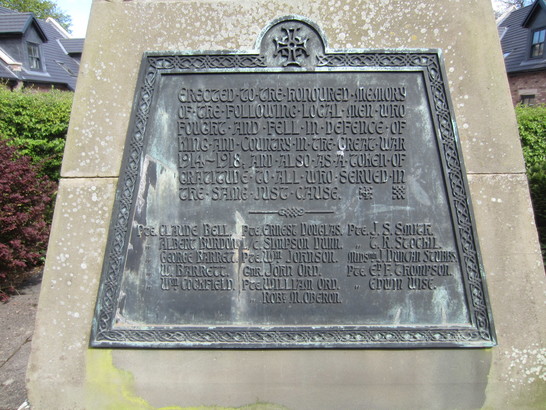 ERECTED·TO·THE·HONOURED·MEMORY
OF·THE·FOLLOWING·LOCAL·MEN·WHO
FOUGHT·AND·FELL·IN·DEFENCE·OF
KING·AND·COUNTRY·IN·THE·GREAT·WAR
1914~1918, AND·ALSO·AS·A·TOKEN·OF
GRATITUDE·TO·ALL·WHO·SERVED·IN
THE·SAME·JUST·CAUSE.
Pte. CLAUDE BELL. Pte. ERNEST DOUGLAS. Pte. J.S. SMITH.
" ALBERT BURDON. SIMPSON DUNN. " T.R. STOCHL.
GEORGE BARRETT. Pte. Wm. JOHNSON. J. DUNCAN
" W. BARRETT. Gnr. JOHN ORD. Pte. E.F. THOMPSON.
" Wm. COCKFIELD. Pte. WILLIAM ORD. " EDWN WISE.
ROBt. M. OBERON.